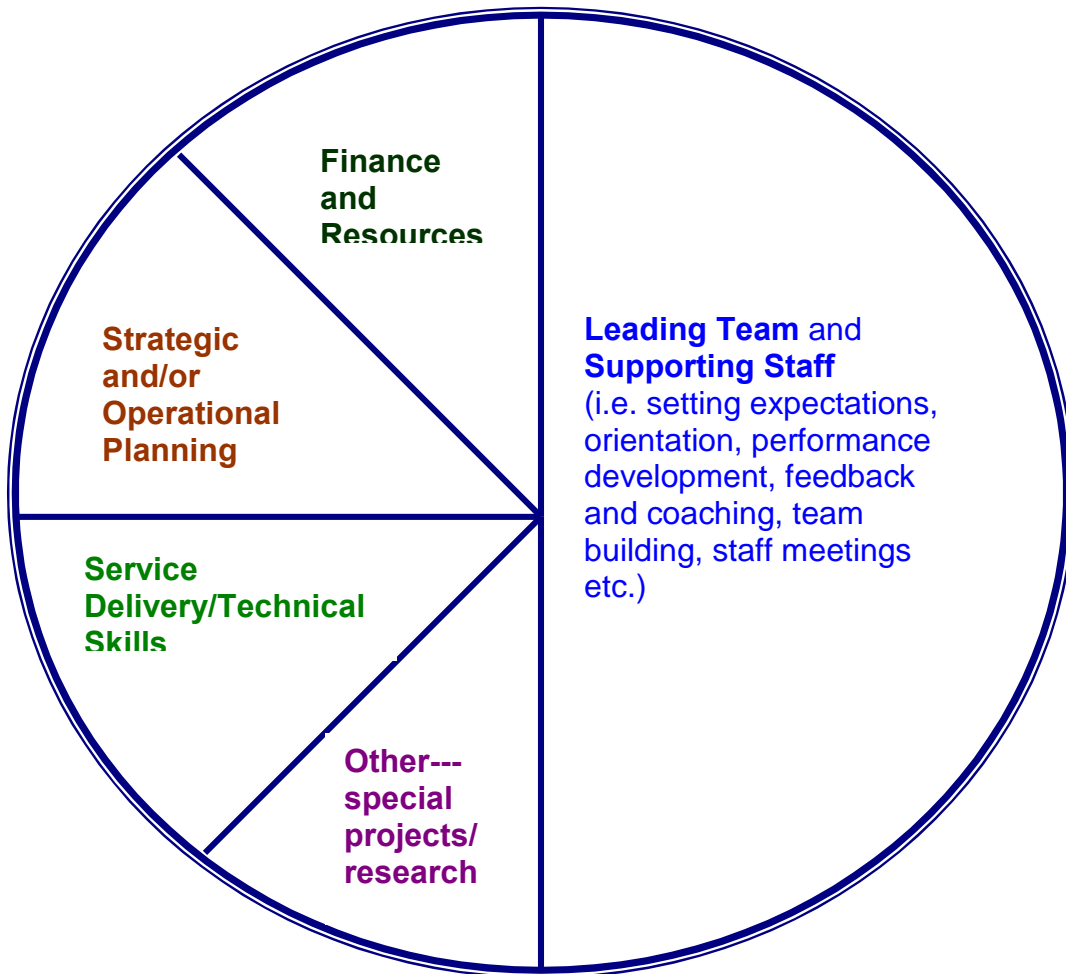 Finance
and
Resources
Leading Team and
Supporting Staff
(i.e. setting expectations,
orientation, performance
development, feedback
and coaching, team
building, staff meetings
etc.)
Strategic
and/or
Operational
Planning
Service
Delivery/Technical
Skills
Other---
special
projects/
research